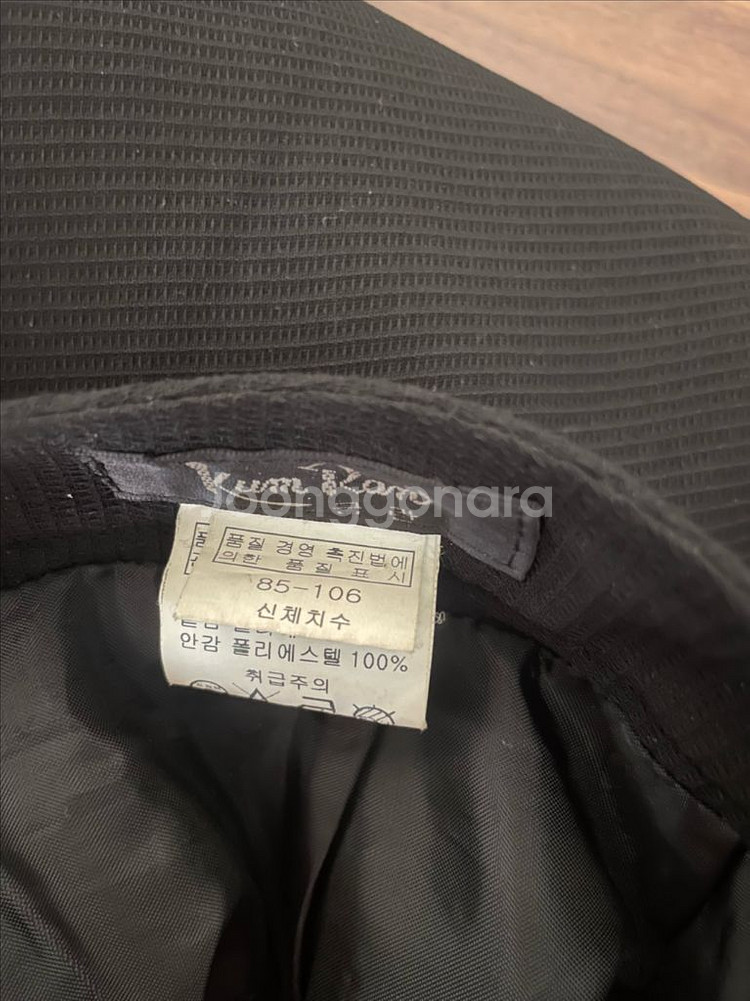 Joonggonara
품질 경영 촉진법에
의한 품질 표시
85-106
신체치수
안감 폴리에스텔 100%
취급주의